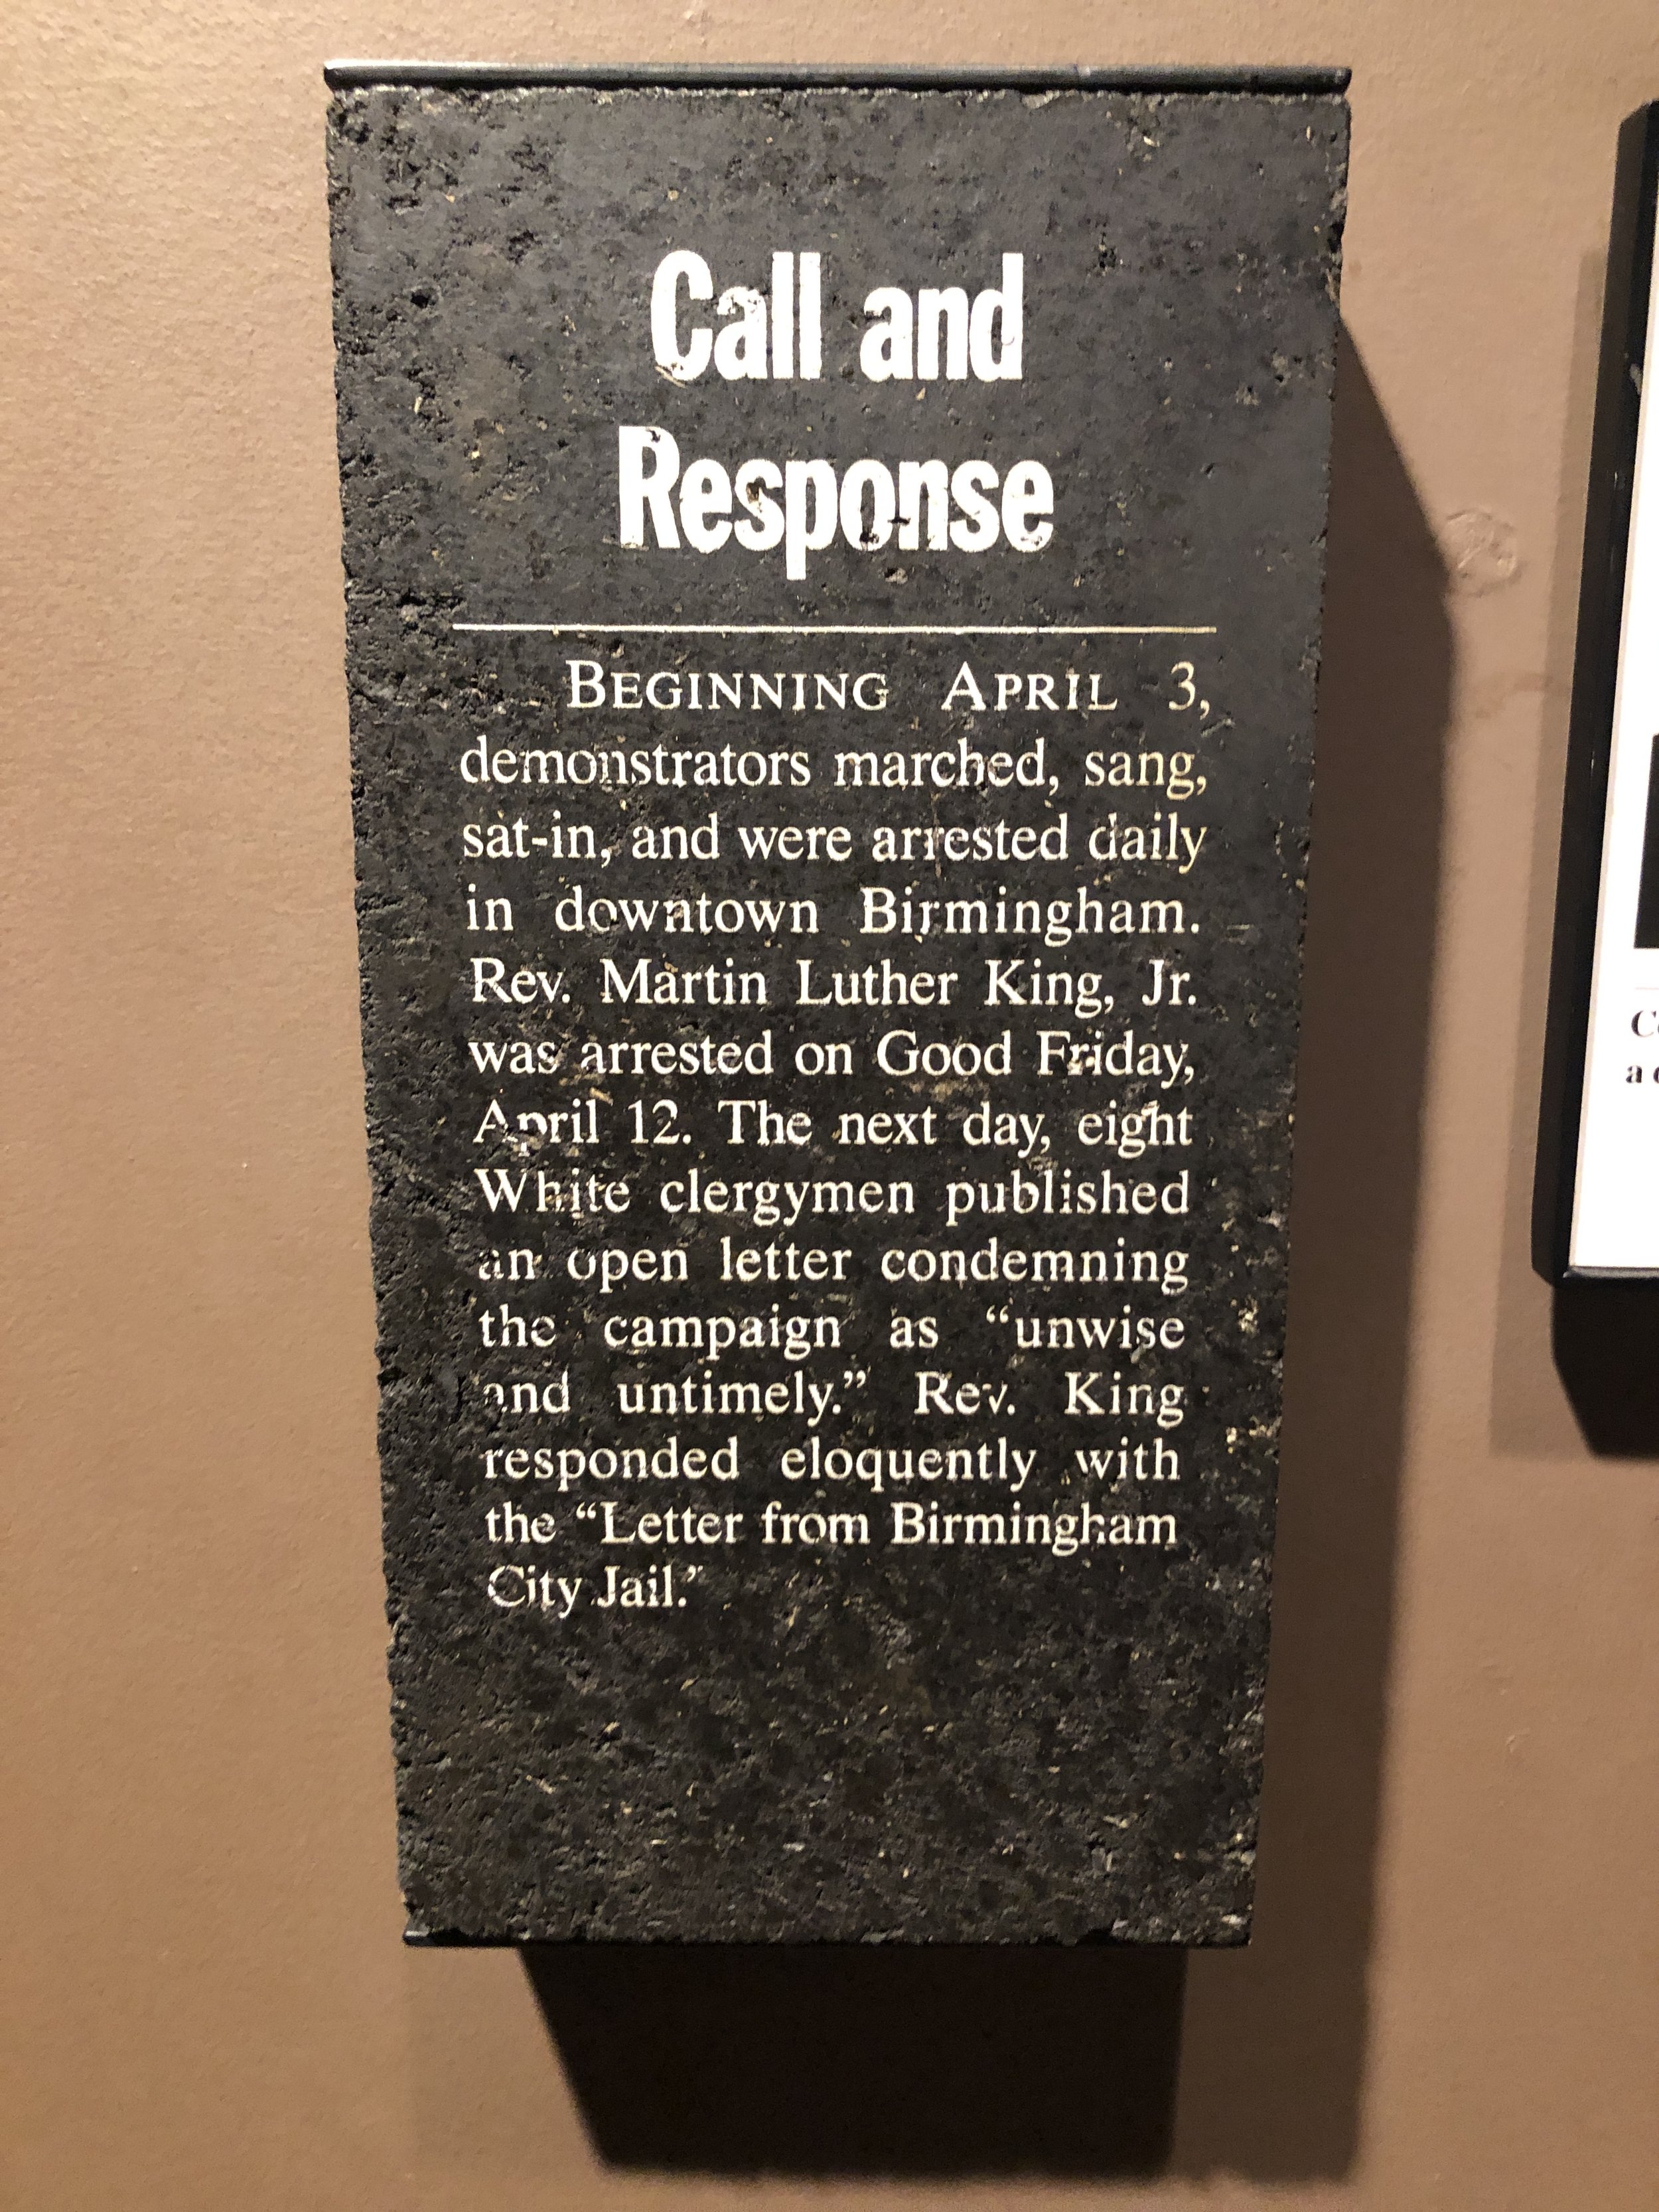 Call and
Response
BEGINNING APRIL 3,
demonstrators marched, sang,
sat-in, and were arrested daily
in downtown Birmingham.
Rev. Martin Luther King, Jr.
was arrested on Good Friday,
April 12. The next day, eight
White clergymen published
an open letter condemning
the campaign as “unwise
and untimely.” Rev. King
responded eloquently with
the “Letter from Birmingham
City Jail.”